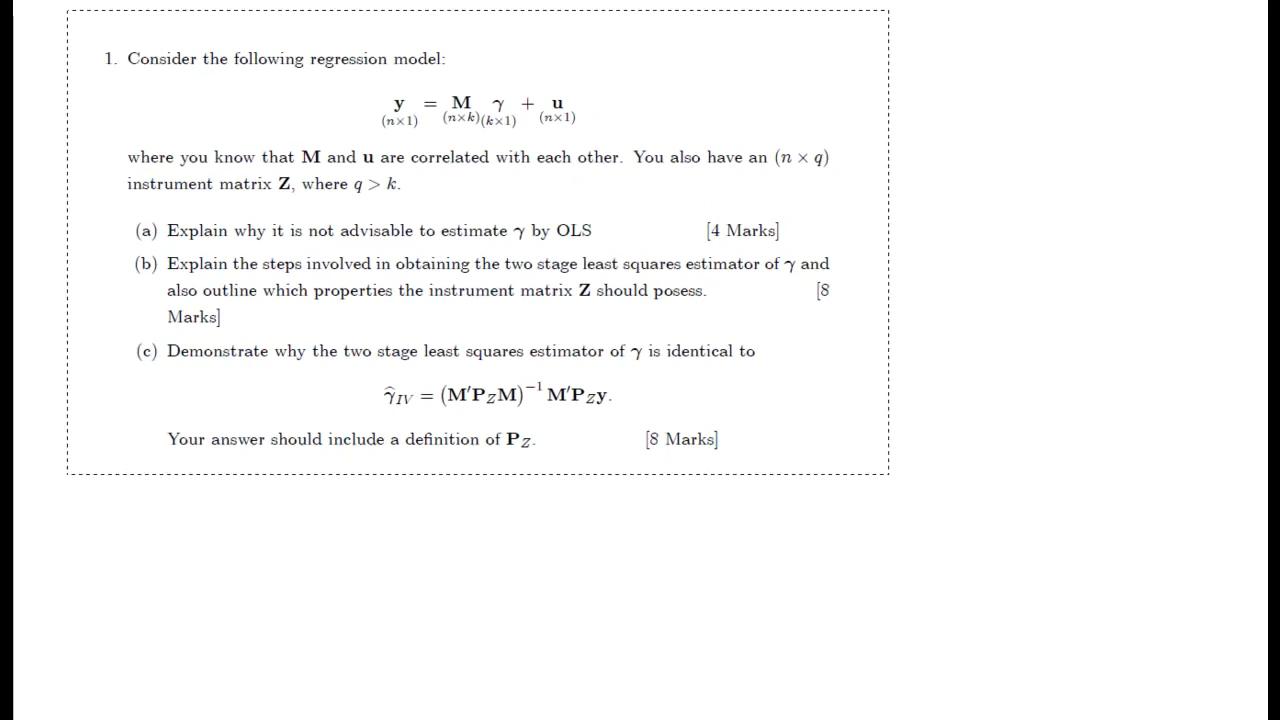 1. Consider the following regression model:
y = M γ + u
(n×1) (n×k)(k×1) (n×1)
where you know that M and u are correlated with each other. You also have an (n × q)
instrument matrix Z, where q > k.
(a) Explain why it is not advisable to estimate γ by OLS [4 Marks]
(b) Explain the steps involved in obtaining the two stage least squares estimator of γ and
also outline which properties the instrument matrix Z should posess. [8
Marks]
(c) Demonstrate why the two stage least squares estimator of γ is identical to
γ̂_IV = (M′P_Z M)⁻¹ M′P_Z y.
Your answer should include a definition of P_Z. [8 Marks]